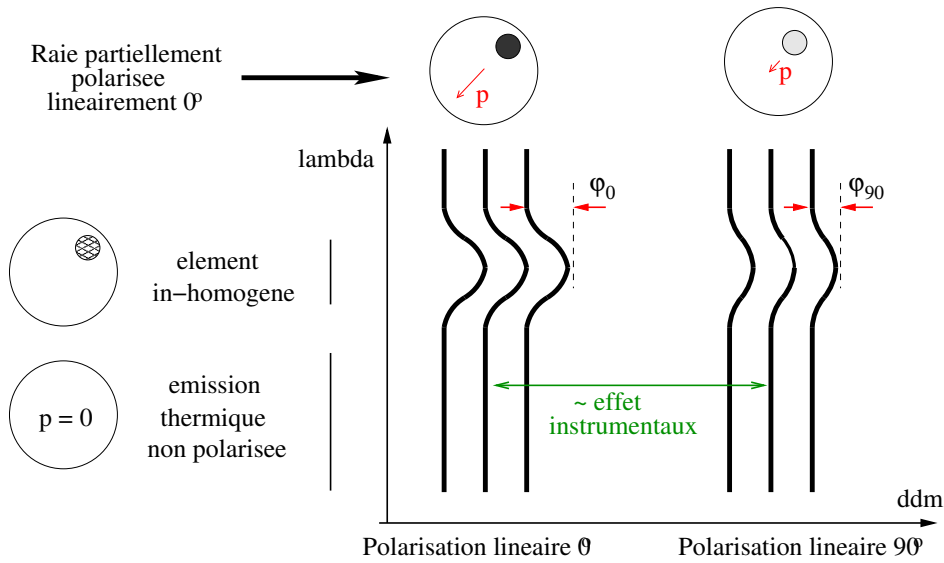 Raie partiellement
polarisee
lineairement 0º
p
p
lambda
φ0
φ90
element
in-homogene
emission
thermique
non polarisee
p = 0
~ effet
instrumentaux
ddm
Polarisation lineaire 0º
Polarisation lineaire 90º